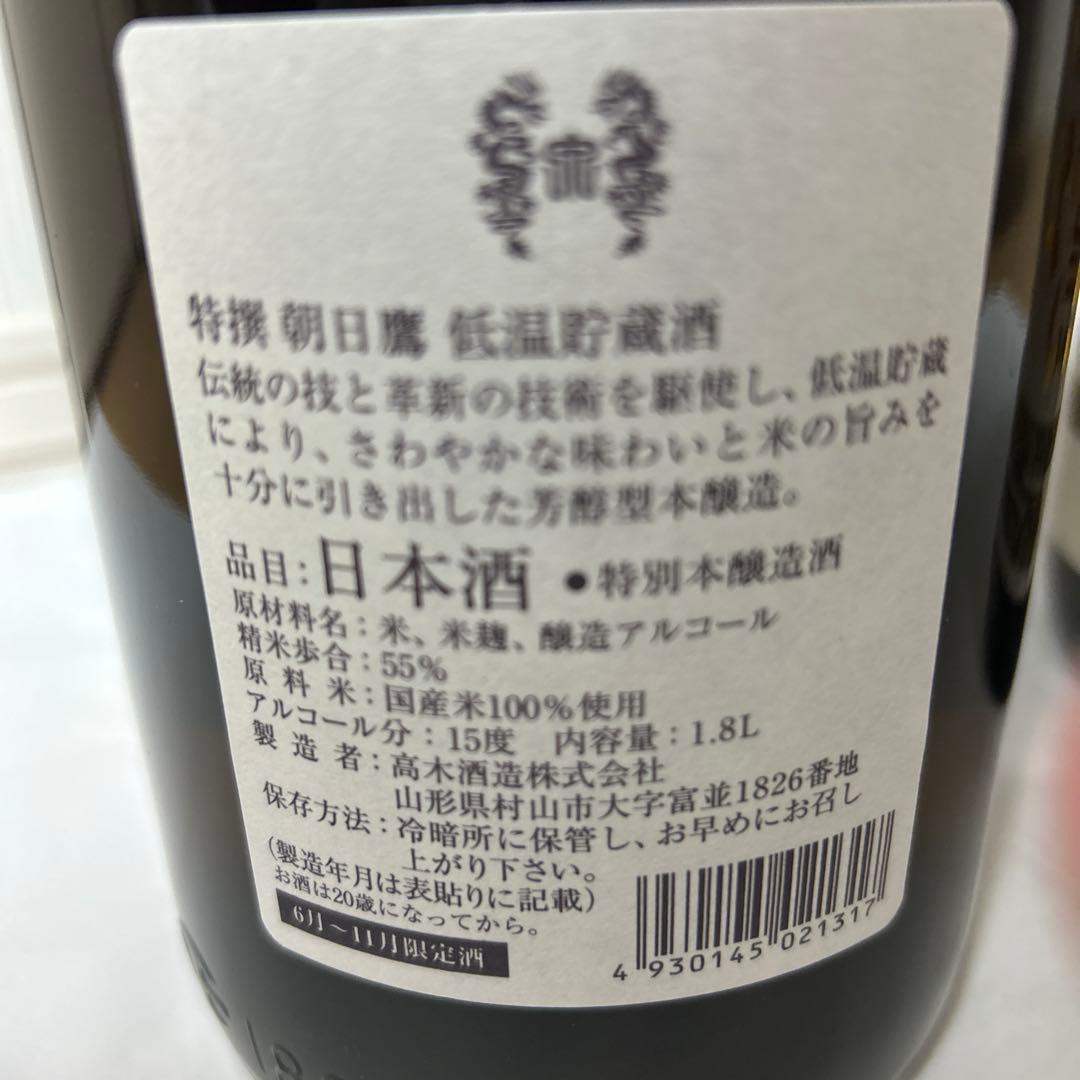 特撰 朝日鷹 低温貯蔵酒
伝統の技と革新の技術を駆使し、低温貯蔵
により、さわやかな味わいと米の旨みを
十分に引き出した芳醇型本醸造。
品目:日本酒 ●特別本醸造酒
原材料名:米、米麹、醸造アルコール
精米歩合:55%
原料米:国産米100%使用
アルコール分:15度 内容量:1.8L
製造者:高木酒造株式会社
山形県村山市大字富並1826番地
保存方法:冷暗所に保管し、お早めにお召し
上がり下さい。
(製造年月は表貼りに記載)
お酒は20歳になってから。
6月~11月限定酒
4 930145 021317